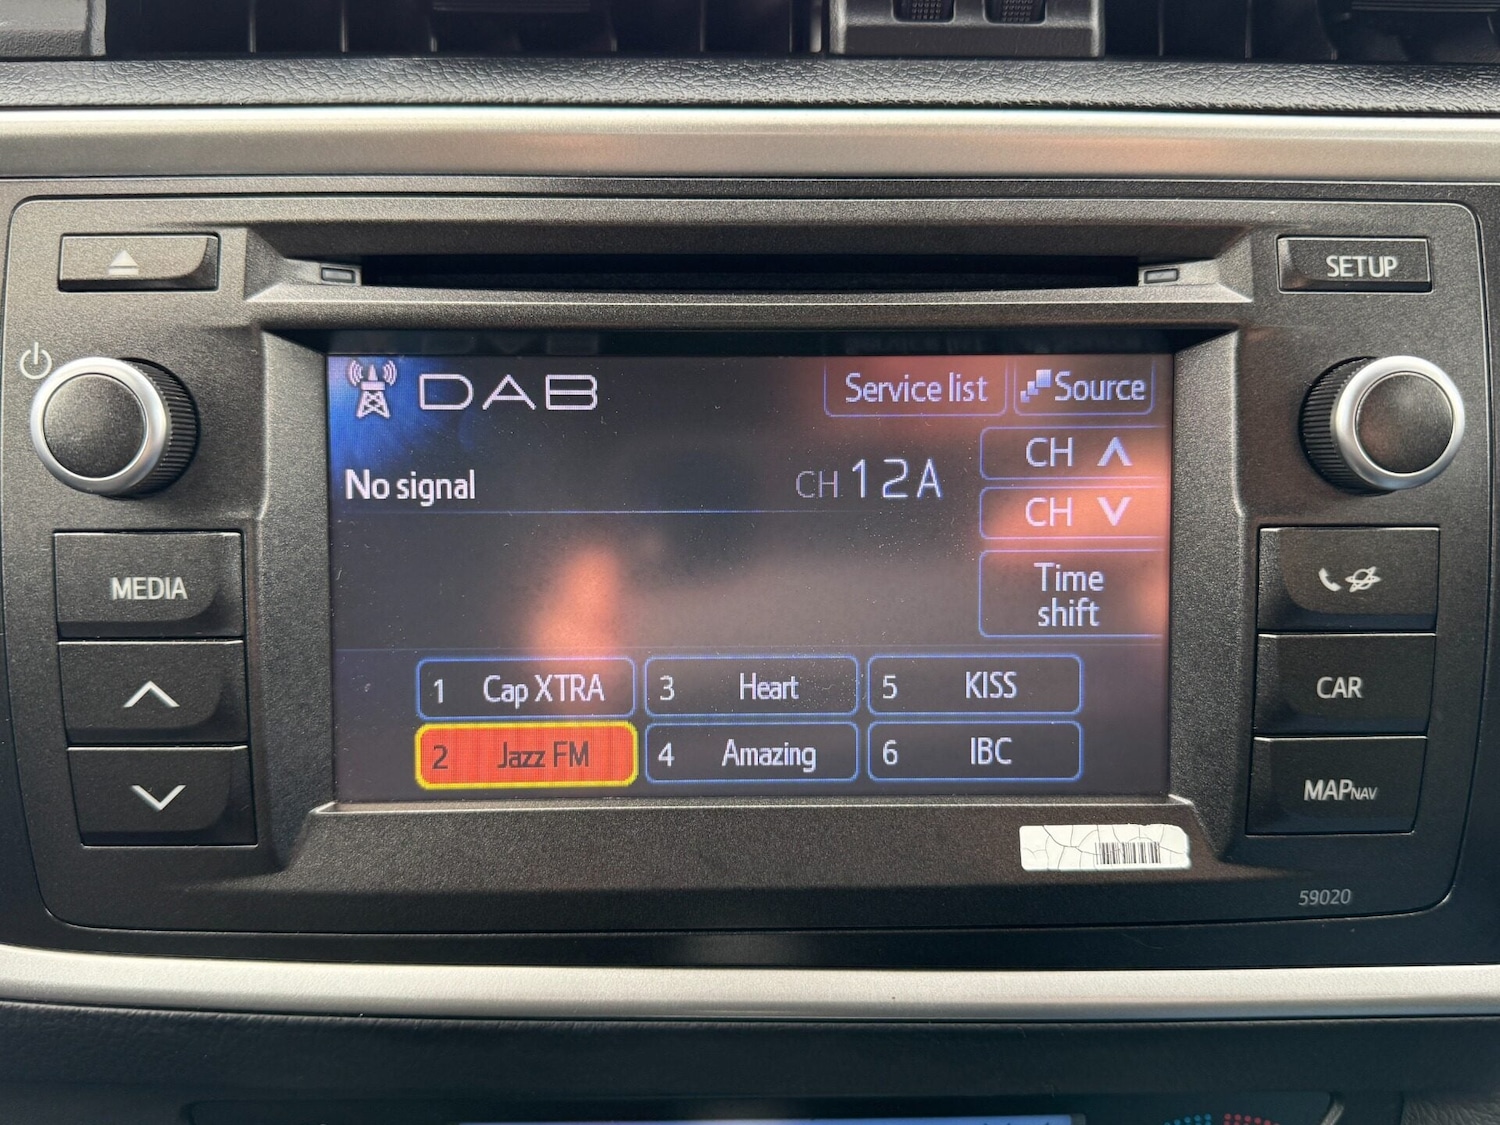 SETUP
DAB
Service list
Source
No signal
CH 12A
CH
CH
Time
shift
MEDIA
CAR
MAPNAV
1 Cap XTRA
3 Heart
5 KISS
2 Jazz FM
4 Amazing
6 IBC
59020